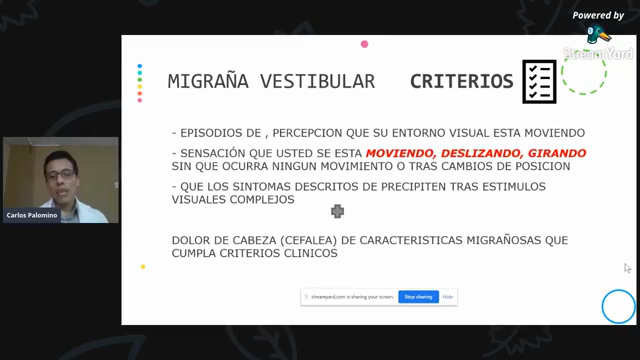 Powered by
StreamYard
MIGRAÑA VESTIBULAR CRITERIOS
- EPISODIOS DE , PERCEPCION QUE SU ENTORNO VISUAL ESTA MOVIENDO
- SENSACIÓN QUE USTED SE ESTA MOVIENDO, DESLIZANDO, GIRANDO
SIN QUE OCURRA NINGUN MOVIMIENTO O TRAS CAMBIOS DE POSICION
- QUE LOS SINTOMAS DESCRITOS DE PRECIPITEN TRAS ESTIMULOS
VISUALES COMPLEJOS
DOLOR DE CABEZA (CEFALEA) DE CARACTERISTICAS MIGRAÑOSAS QUE
CUMPLA CRITERIOS CLINICOS
Carlos Palomino
streamyard.com is sharing your screen. Stop sharing Hide